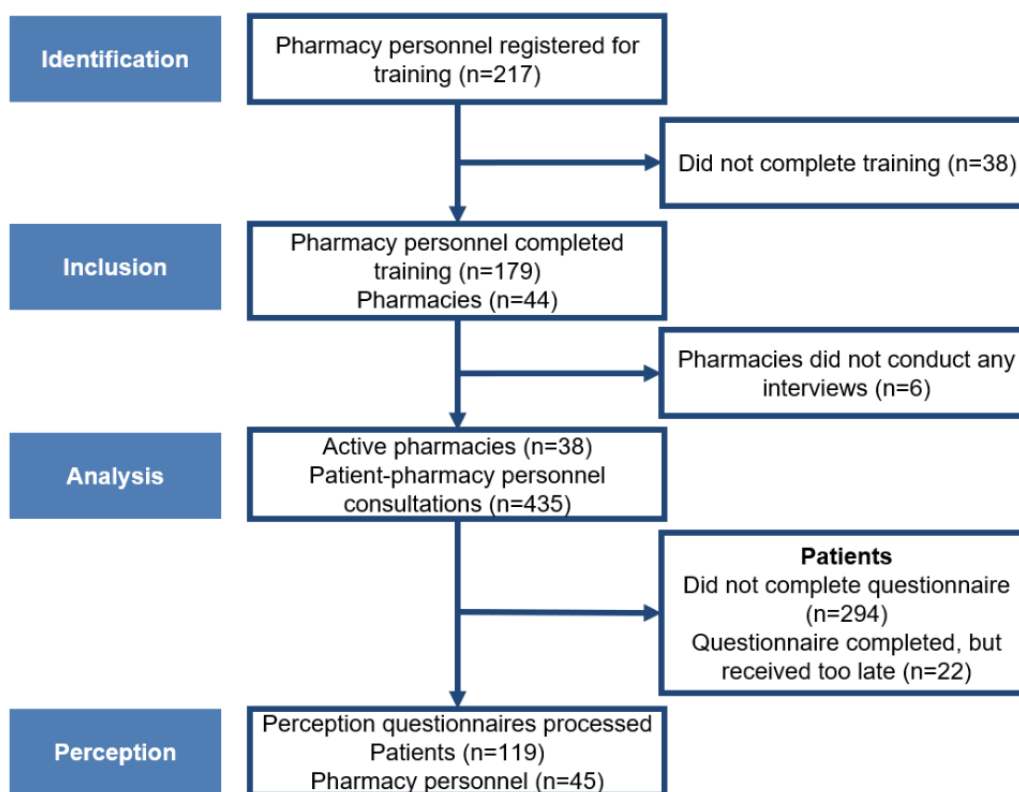 Identification
Pharmacy personnel registered for
training (n=217)
Did not complete training (n=38)
Inclusion
Pharmacy personnel completed
training (n=179)
Pharmacies (n=44)
Pharmacies did not conduct any
interviews (n=6)
Analysis
Active pharmacies (n=38)
Patient-pharmacy personnel
consultations (n=435)
Patients
Did not complete questionnaire
(n=294)
Questionnaire completed, but
received too late (n=22)
Perception
Perception questionnaires processed
Patients (n=119)
Pharmacy personnel (n=45)